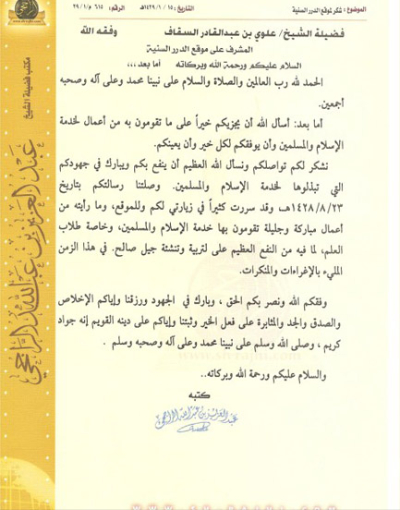 الموضوع: شكر لموقع الدرر السنية
التاريخ: ١٤٢٩/٦/١٥هـ
فضيلة الشيخ/ علوي بن عبدالقادر السقاف وفقه الله
المشرف على موقع الدرر السنية
السلام عليكم ورحمة الله وبركاته أما بعد،،،
الحمد لله رب العالمين والصلاة والسلام على نبينا محمد وعلى آله وصحبه
أجمعين.
أما بعد: أسأل الله أن يجزيكم خيراً على ما تقومون به من أعمال لخدمة
الإسلام والمسلمين وأن يوفقكم لكل خير وأن يعينكم.
نشكر لكم تواصلكم ونسأل الله العظيم أن ينفع بكم ويبارك في جهودكم
التي تبذلوها لخدمة الإسلام والمسلمين. وصلتنا رسالتكم بتاريخ
١٤٢٨/٨/٢٣هـ، وقد سررت كثيراً في زيارتي لكم وللموقع، وما رأيته من
أعمال مباركة وجليلة تقومون بها خدمة الإسلام والمسلمين، وخاصة طلاب
العلم، لما فيه من النفع العظيم على لتربية وتنشئة جيل صالح. في هذا الزمن
المليء بالإغراءات والمنكرات.
وفقكم الله ونصر بكم الحق ، وبارك في الجهود ورزقنا وإياكم الإخلاص
والصدق والجد والمثابرة على فعل الخير وثبتنا وإياكم على دينه القويم إنه جواد
كريم ، وصلى الله وسلم على نبينا محمد وعلى آله وصحبه وسلم .
والسلام عليكم ورحمة الله وبركاته..
كتبه
عبدالعزيز بن عبدالله الراجحي
مكتب فضيلة الشيخ
عبدالعزيز بن عبدالله الراجحي